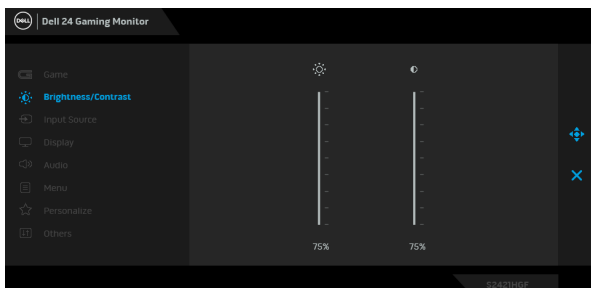 DELL
Dell 24 Gaming Monitor
Game
Brightness/Contrast
Input Source
Display
Audio
Menu
Personalize
Others
75%
75%
S2421HGF